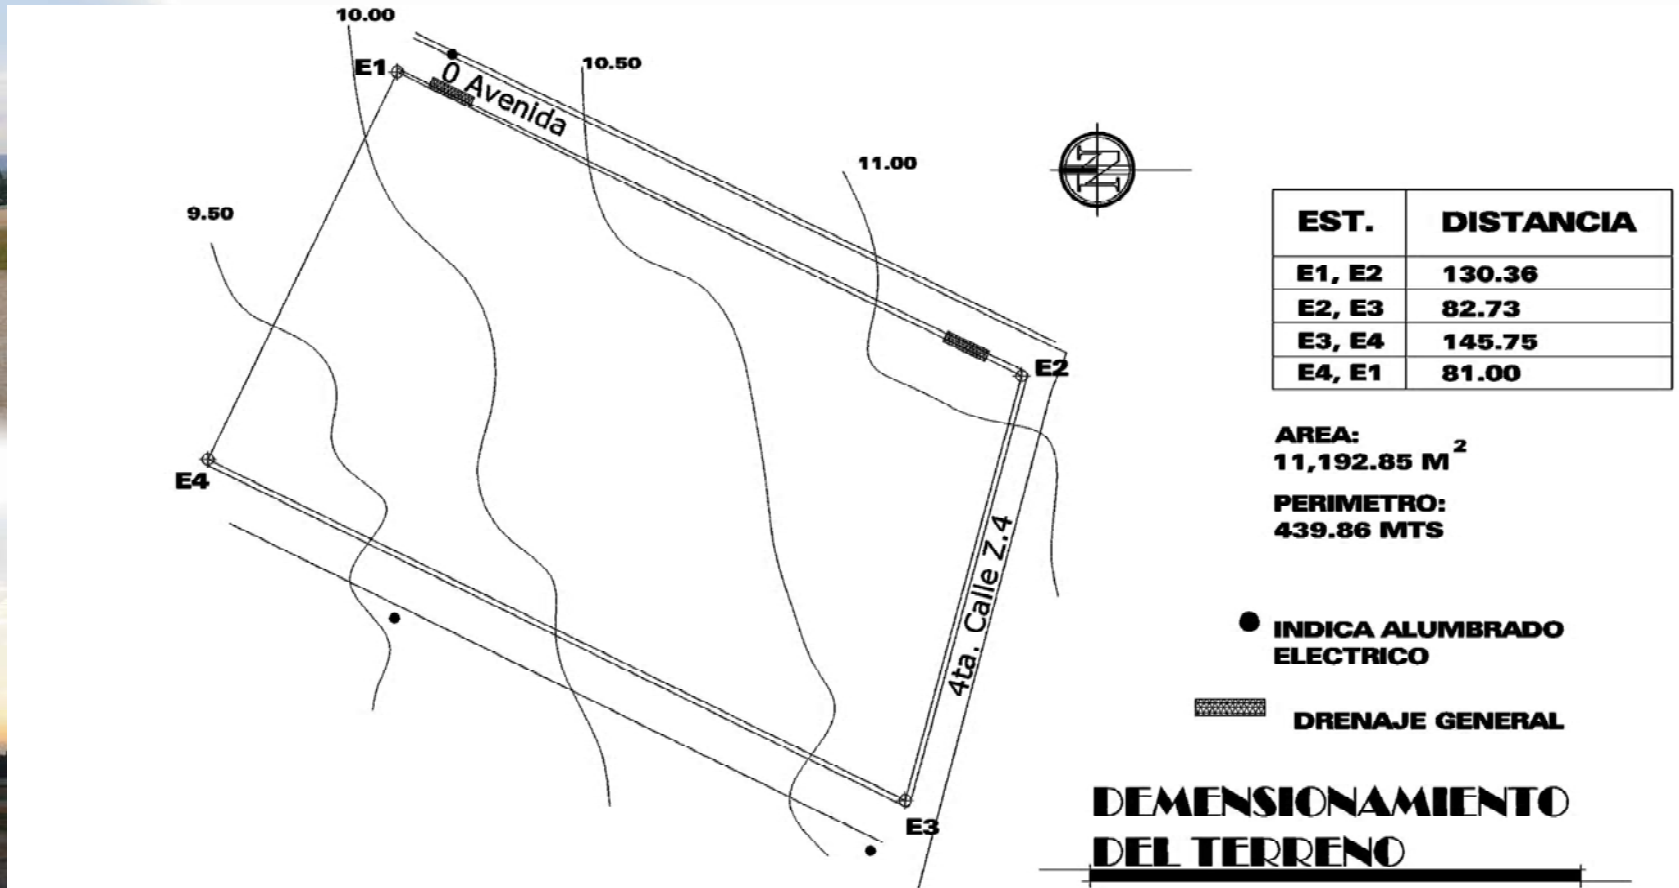 10.00
E1
0 Avenida
10.50
11.00
9.50
N
E2
E4
4ta. Calle Z.4
E3
EST. DISTANCIA
E1, E2 130.36
E2, E3 82.73
E3, E4 145.75
E4, E1 81.00
AREA:
11,192.85 M²
PERIMETRO:
439.86 MTS
INDICA ALUMBRADO
ELECTRICO
DRENAJE GENERAL
DEMENSIONAMIENTO
DEL TERRENO